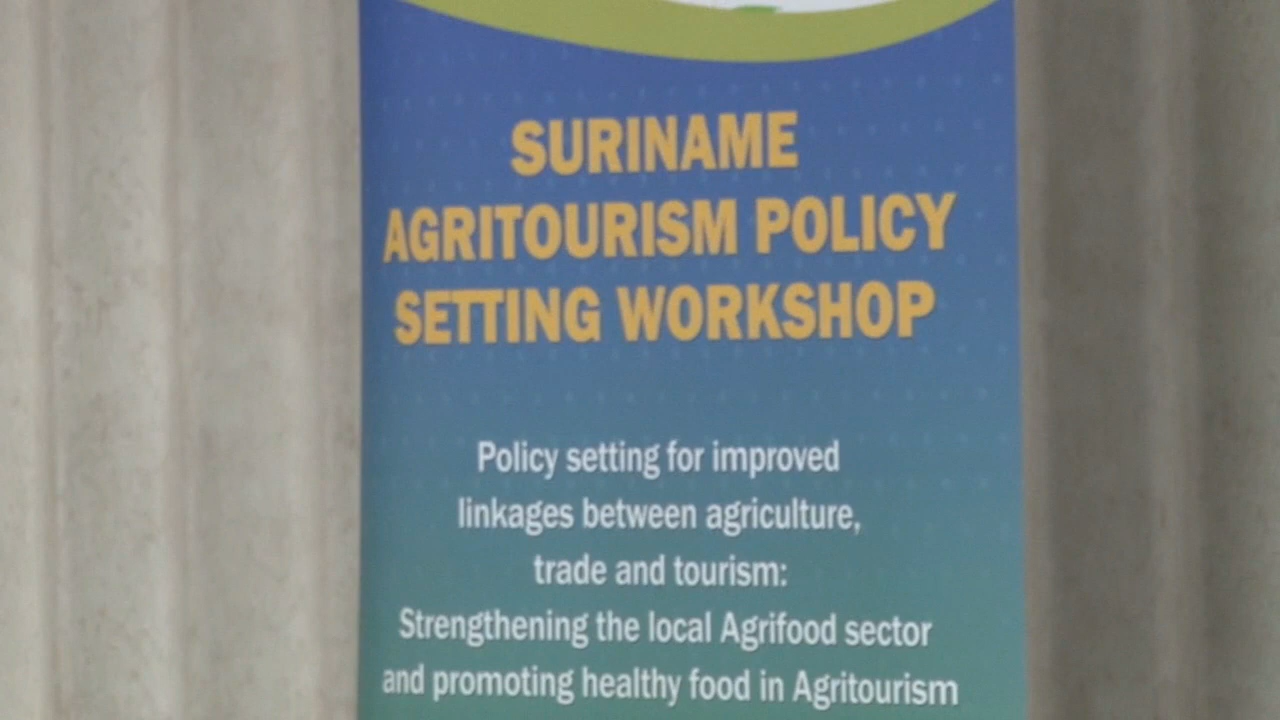 SURINAME
AGRITOURISM POLICY
SETTING WORKSHOP
Policy setting for improved
linkages between agriculture,
trade and tourism:
Strengthening the local Agrifood sector
and promoting healthy food in Agritourism